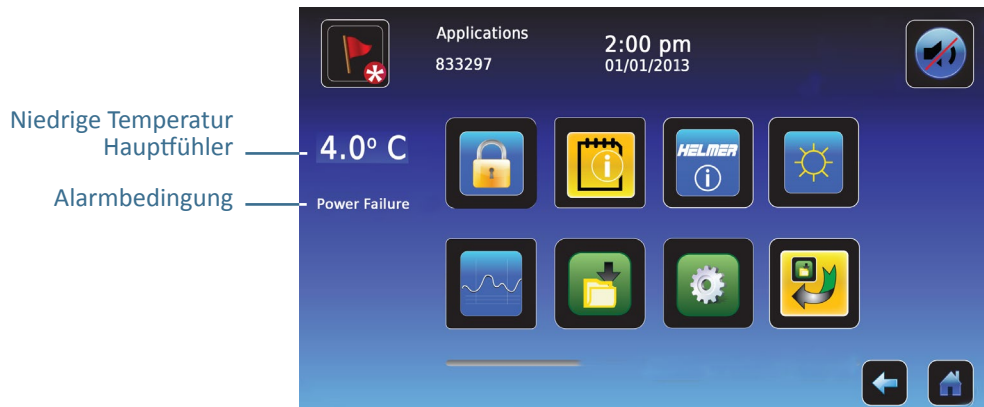 Applications
833297
2:00 pm
01/01/2013
Niedrige Temperatur
Hauptfühler
4.0° C
HELMER
Alarmbedingung
Power Failure